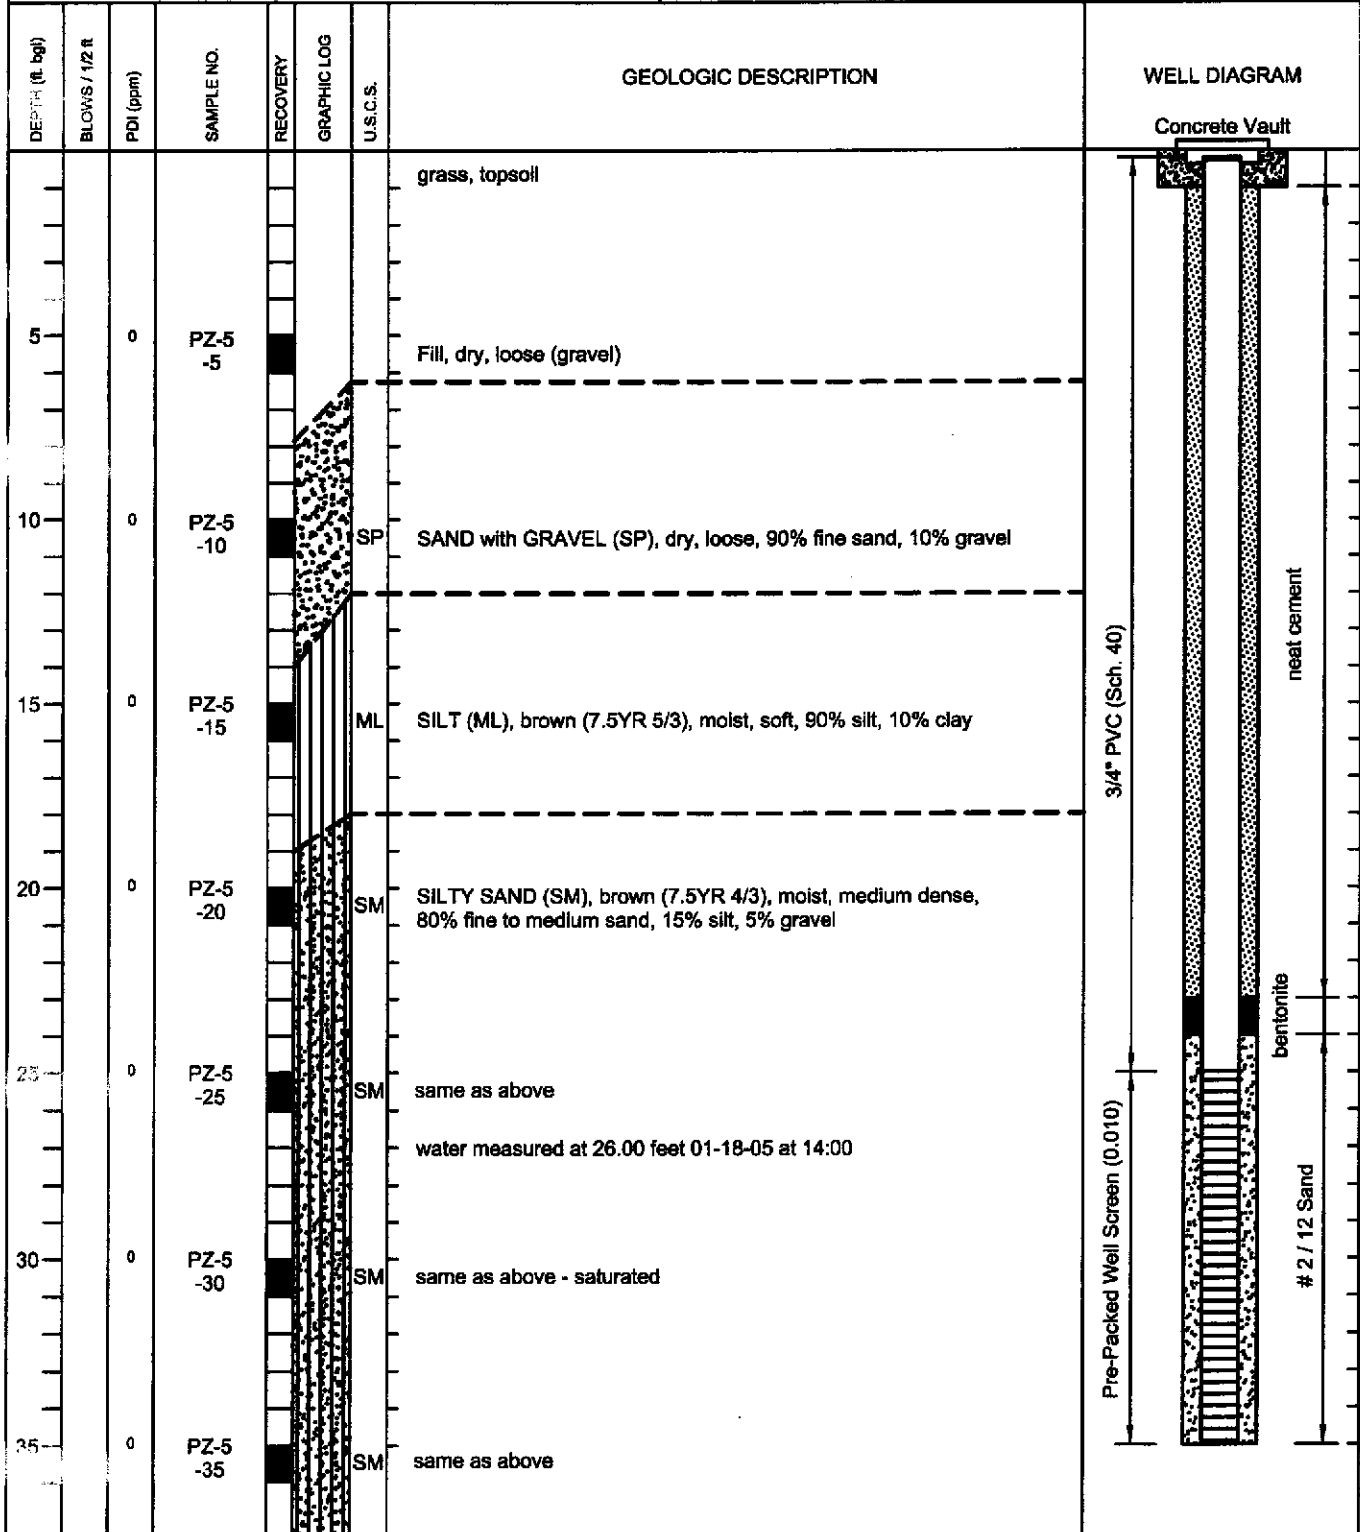 DEPTH (ft. bgl)
BLOWS / 1/2 ft
PDI (ppm)
SAMPLE NO.
RECOVERY
GRAPHIC LOG
U.S.C.S.
GEOLOGIC DESCRIPTION
WELL DIAGRAM
Concrete Vault
grass, topsoil
5
0
PZ-5
-5
Fill, dry, loose (gravel)
10
0
PZ-5
-10
SP
SAND with GRAVEL (SP), dry, loose, 90% fine sand, 10% gravel
15
0
PZ-5
-15
ML
SILT (ML), brown (7.5YR 5/3), moist, soft, 90% silt, 10% clay
20
0
PZ-5
-20
SM
SILTY SAND (SM), brown (7.5YR 4/3), moist, medium dense,
80% fine to medium sand, 15% silt, 5% gravel
25
0
PZ-5
-25
SM
same as above
water measured at 26.00 feet 01-18-05 at 14:00
30
0
PZ-5
-30
SM
same as above - saturated
35
0
PZ-5
-35
SM
same as above
3/4" PVC (Sch. 40)
Pre-Packed Well Screen (0.010)
neat cement
bentonite
# 2 / 12 Sand